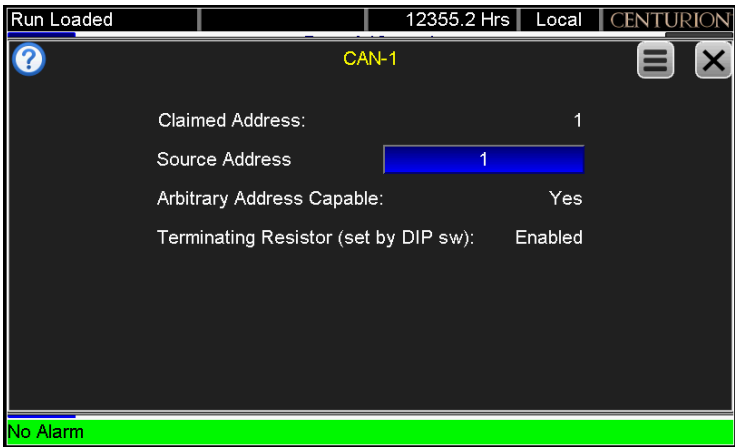 Run Loaded 12355.2 Hrs Local CENTURION
? CAN-1
Claimed Address: 1
Source Address 1
Arbitrary Address Capable: Yes
Terminating Resistor (set by DIP sw): Enabled
No Alarm